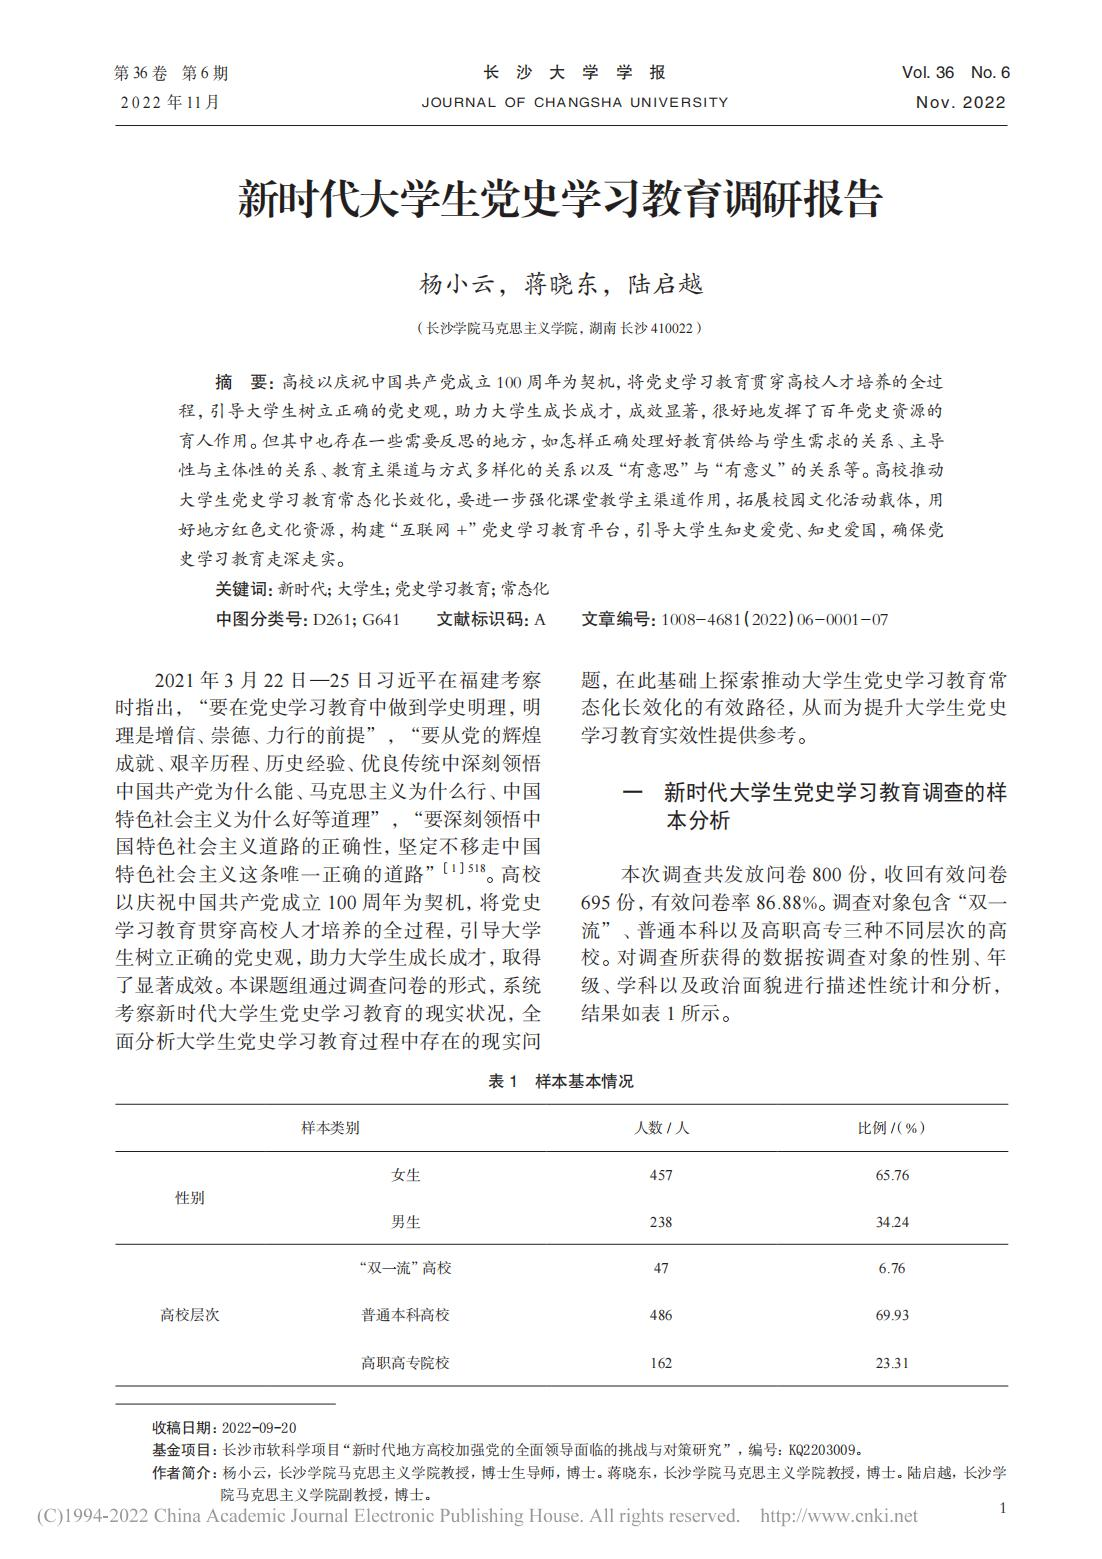 第36卷 第6期
长沙大学学报
Vol. 36 No. 6
2022年11月
JOURNAL OF CHANGSHA UNIVERSITY
Nov. 2022
新时代大学生党史学习教育调研报告
杨小云，蒋晓东，陆启越
（长沙学院马克思主义学院，湖南 长沙 410022）
摘 要：高校以庆祝中国共产党成立 100 周年为契机，将党史学习教育贯穿高校人才培养的全过
程，引导大学生树立正确的党史观，助力大学生成长成才，成效显著，很好地发挥了百年党史资源的
育人作用。但其中也存在一些需要反思的地方，如怎样正确处理好教育供给与学生需求的关系、主导
性与主体性的关系、教育主渠道与方式多样化的关系以及“有意思”与“有意义”的关系等。高校推动
大学生党史学习教育常态化长效化，要进一步强化课堂教学主渠道作用，拓展校园文化活动载体，用
好地方红色文化资源，构建“互联网 +”党史学习教育平台，引导大学生知史爱党、知史爱国，确保党
史学习教育走深走实。
关键词：新时代；大学生；党史学习教育；常态化
中图分类号：D261；G641 文献标识码：A 文章编号：1008-4681（2022）06-0001-07
2021 年 3 月 22 日—25 日习近平在福建考察
时指出，“要在党史学习教育中做到学史明理，明
理是增信、崇德、力行的前提”，“要从党的辉煌
成就、艰辛历程、历史经验、优良传统中深刻领悟
中国共产党为什么能、马克思主义为什么行、中国
特色社会主义为什么好等道理”，“要深刻领悟中
国特色社会主义道路的正确性，坚定不移走中国
特色社会主义这条唯一正确的道路”［1］518。高校
以庆祝中国共产党成立 100 周年为契机，将党史
学习教育贯穿高校人才培养的全过程，引导大学
生树立正确的党史观，助力大学生成长成才，取得
了显著成效。本课题组通过调查问卷的形式，系统
考察新时代大学生党史学习教育的现实状况，全
面分析大学生党史学习教育过程中存在的现实问
题，在此基础上探索推动大学生党史学习教育常
态化长效化的有效路径，从而为提升大学生党史
学习教育实效性提供参考。
一 新时代大学生党史学习教育调查的样
本分析
本次调查共发放问卷 800 份，收回有效问卷
695 份，有效问卷率 86.88%。调查对象包含“双一
流”、普通本科以及高职高专三种不同层次的高
校。对调查所获得的数据按调查对象的性别、年
级、学科以及政治面貌进行描述性统计和分析，
结果如表 1 所示。
表 1 样本基本情况
样本类别 人数 / 人 比例 /（%）
女生 457 65.76
性别
男生 238 34.24
“双一流”高校 47 6.76
高校层次 普通本科高校 486 69.93
高职高专院校 162 23.31
收稿日期：2022-09-20
基金项目：长沙市软科学项目“新时代地方高校加强党的全面领导面临的挑战与对策研究”，编号：KQ2203009。
作者简介：杨小云，长沙学院马克思主义学院教授，博士生导师，博士。蒋晓东，长沙学院马克思主义学院教授，博士。陆启越，长沙学
院马克思主义学院副教授，博士。
1
(C)1994-2022 China Academic Journal Electronic Publishing House. All rights reserved. http://www.cnki.net